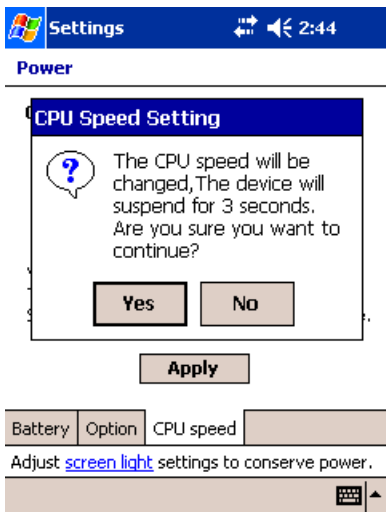 Settings 2:44
Power
CPU Speed Setting
The CPU speed will be
changed,The device will
suspend for 3 seconds.
Are you sure you want to
continue?
Yes No
Apply
Battery Option CPU speed
Adjust screen light settings to conserve power.